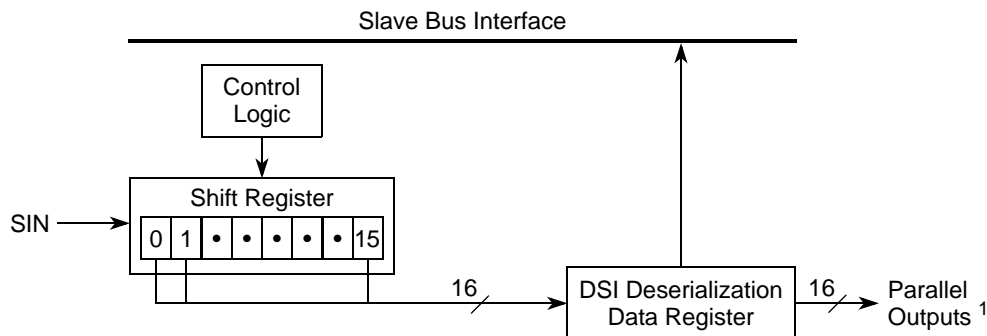 Slave Bus Interface
Control
Logic
Shift Register
SIN
0 1 • • • • • 15
16
DSI Deserialization
Data Register
16
Parallel
Outputs 1